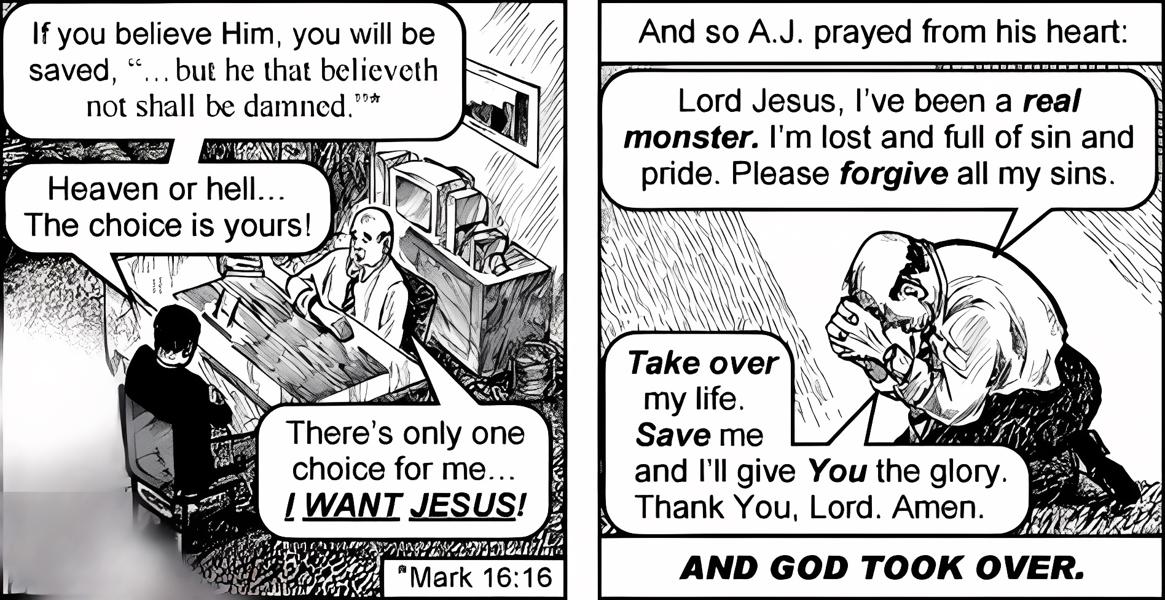 If you believe Him, you will be
saved, “... but he that believeth
not shall be damned.”*
Heaven or hell...
The choice is yours!
There’s only one
choice for me...
I WANT JESUS!
*Mark 16:16
And so A.J. prayed from his heart:
Lord Jesus, I’ve been a real
monster. I’m lost and full of sin and
pride. Please forgive all my sins.
Take over
my life.
Save me
and I’ll give You the glory.
Thank You, Lord. Amen.
AND GOD TOOK OVER.